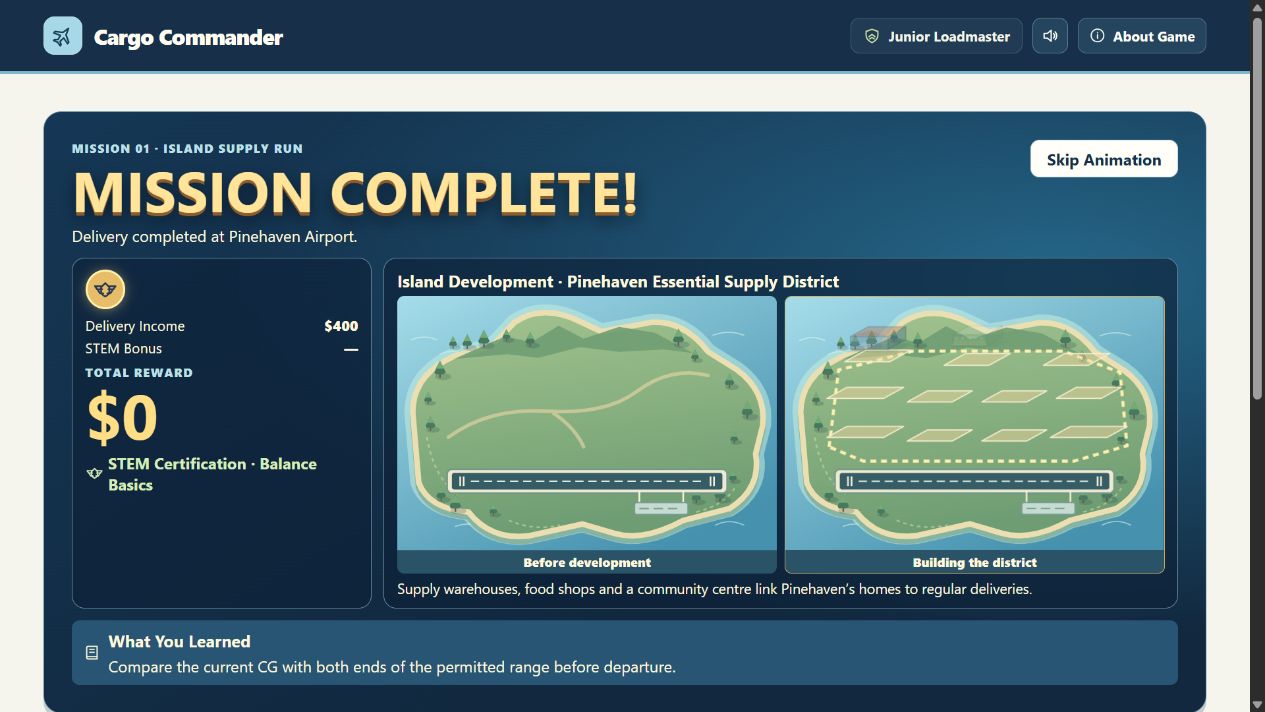 Cargo Commander
Junior Loadmaster
About Game
MISSION 01 · ISLAND SUPPLY RUN
Skip Animation
MISSION COMPLETE!
Delivery completed at Pinehaven Airport.
Delivery Income $400
STEM Bonus —
TOTAL REWARD
$0
STEM Certification · Balance
Basics
Island Development · Pinehaven Essential Supply District
Before development
Building the district
Supply warehouses, food shops and a community centre link Pinehaven’s homes to regular deliveries.
What You Learned
Compare the current CG with both ends of the permitted range before departure.